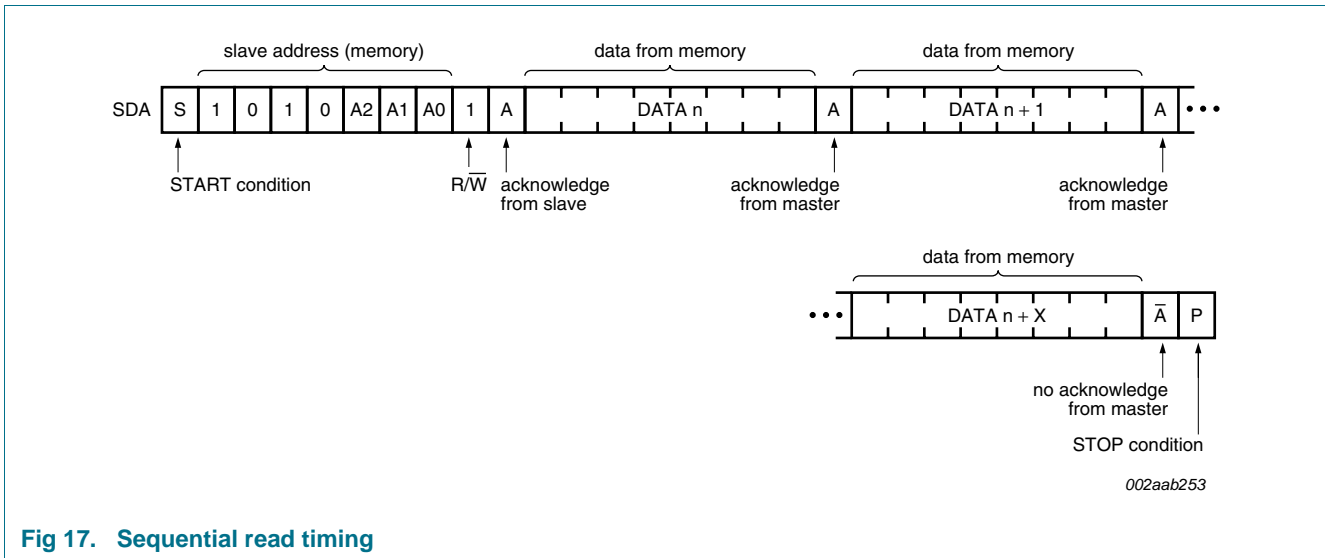 slave address (memory) data from memory data from memory
SDA S 1 0 1 0 A2 A1 A0 1 A DATA n A DATA n + 1 A •••
START condition R/W̅ acknowledge from slave acknowledge from master acknowledge from master
data from memory
••• DATA n + X A̅ P
no acknowledge from master
STOP condition
002aab253
Fig 17. Sequential read timing